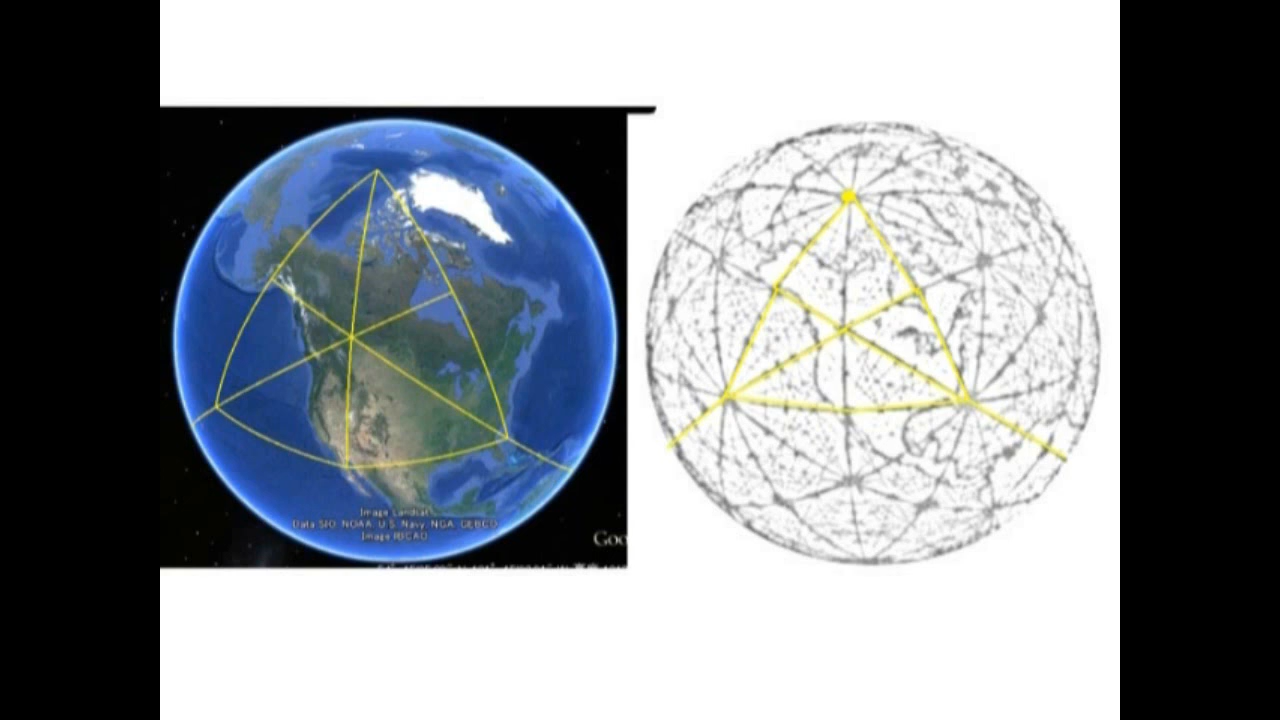 Image Landsat
Data SIO, NOAA, U.S. Navy, NGA, GEBCO
Image IBCAO
Goo